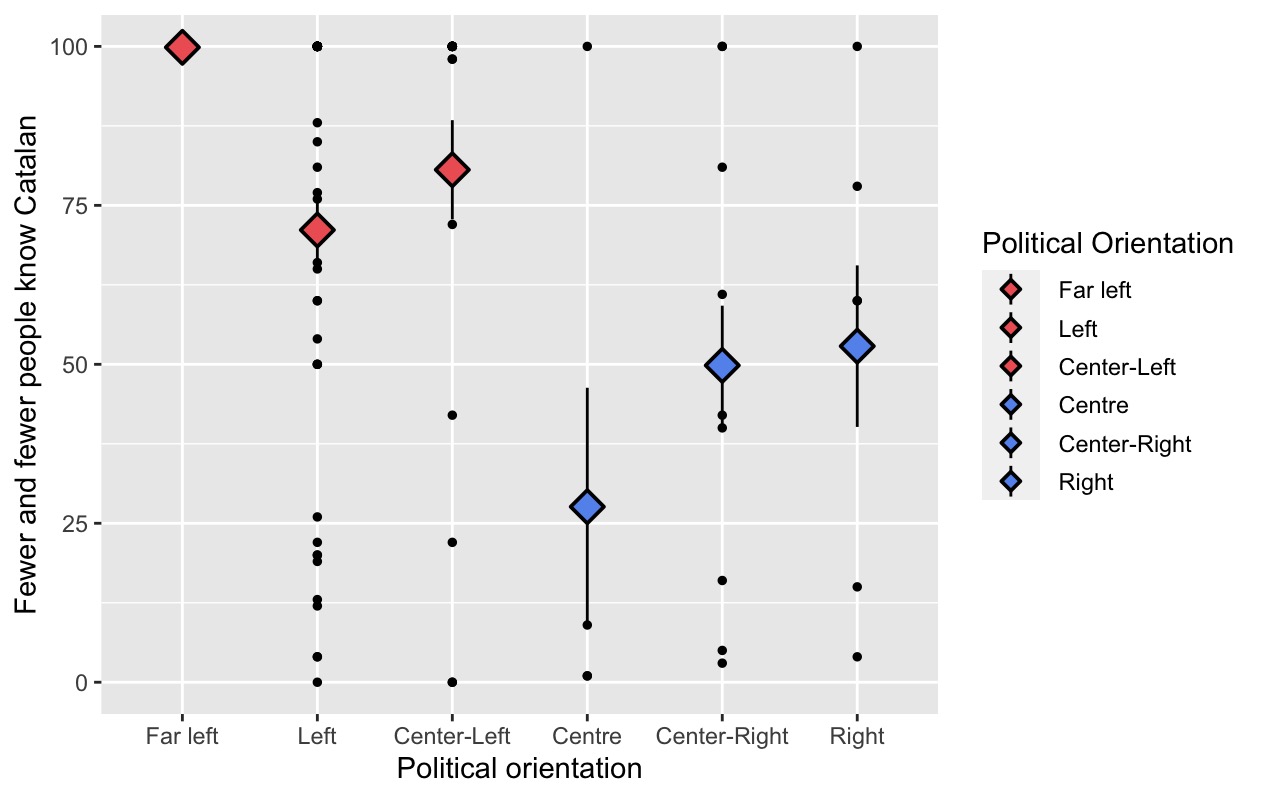 Fewer and fewer people know Catalan
100
75
50
25
0
Far left
Left
Center-Left
Centre
Center-Right
Right
Political orientation
Political Orientation
Far left
Left
Center-Left
Centre
Center-Right
Right